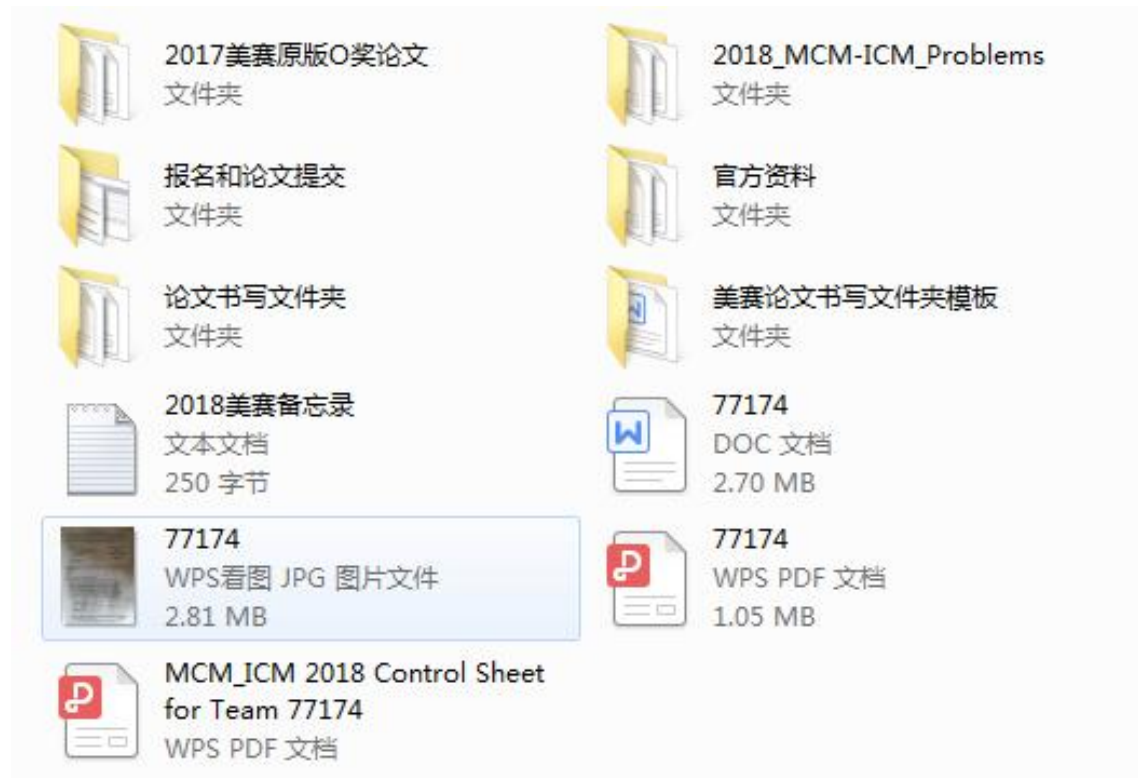 2017美赛原版O奖论文
文件夹
2018_MCM-ICM_Problems
文件夹
报名和论文提交
文件夹
官方资料
文件夹
论文书写文件夹
文件夹
美赛论文书写文件夹模板
文件夹
2018美赛备忘录
文本文档
250 字节
77174
DOC 文档
2.70 MB
77174
WPS看图 JPG 图片文件
2.81 MB
77174
WPS PDF 文档
1.05 MB
MCM_ICM 2018 Control Sheet
for Team 77174
WPS PDF 文档